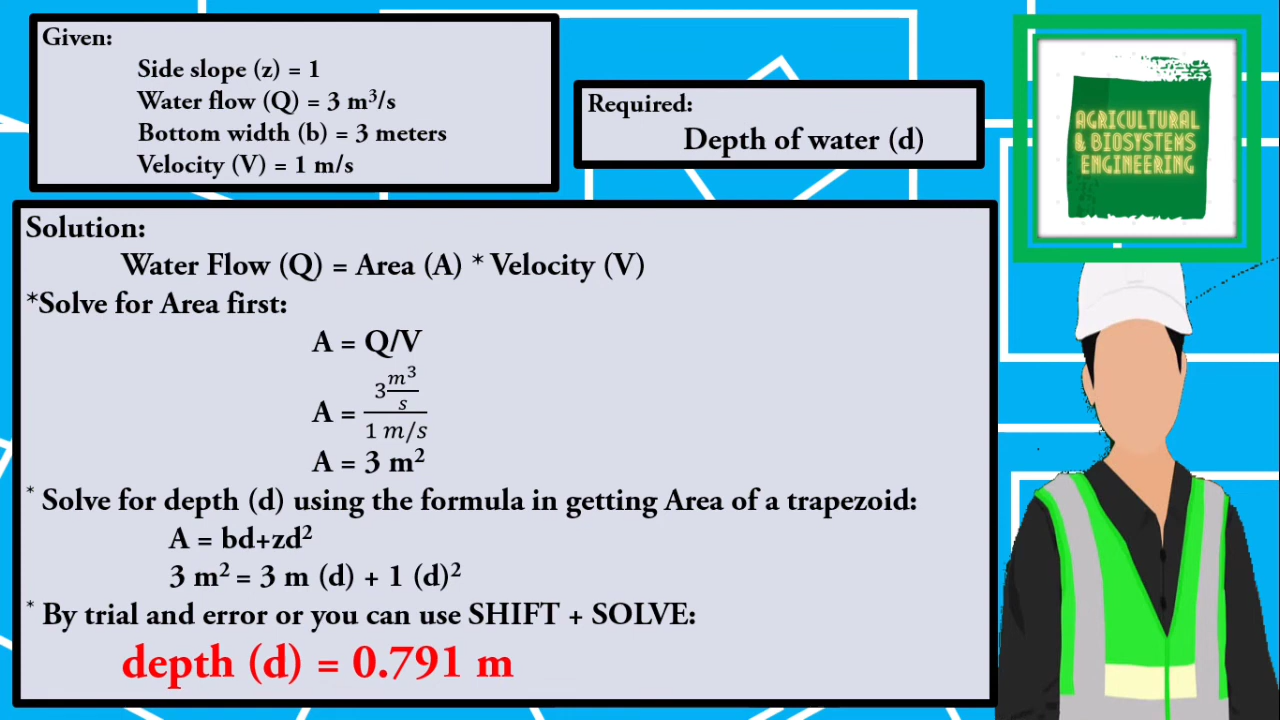 Given:
Side slope (z) = 1
Water flow (Q) = 3 m³/s
Bottom width (b) = 3 meters
Velocity (V) = 1 m/s
Required:
Depth of water (d)
AGRICULTURAL
& BIOSYSTEMS
ENGINEERING
Solution:
Water Flow (Q) = Area (A) * Velocity (V)
*Solve for Area first:
A = Q/V
A = (3 m³/s)/(1 m/s)
A = 3 m²
* Solve for depth (d) using the formula in getting Area of a trapezoid:
A = bd+zd²
3 m² = 3 m (d) + 1 (d)²
* By trial and error or you can use SHIFT + SOLVE:
depth (d) = 0.791 m